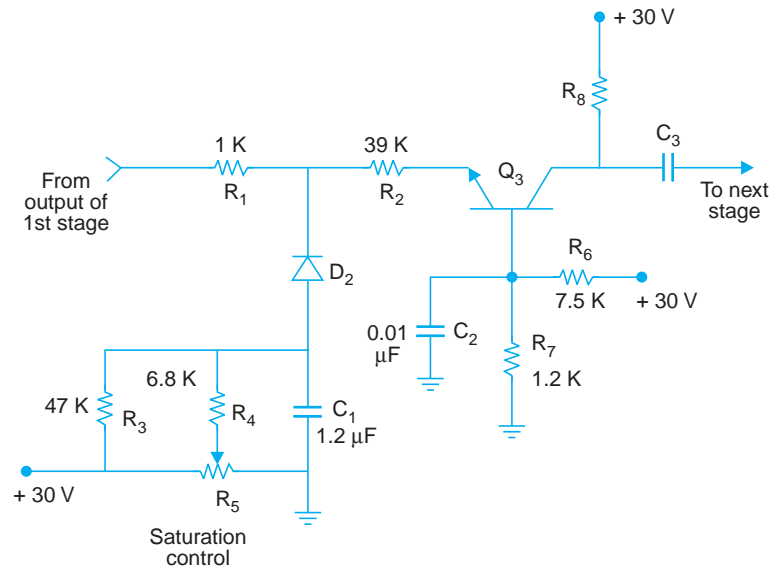 + 30 V
R8
C3
1 K
39 K
Q3
From
output of
1st stage
R1
R2
To next
stage
R6
D2
7.5 K
+ 30 V
0.01
μF
C2
R7
1.2 K
6.8 K
47 K
R3
R4
C1
1.2 μF
+ 30 V
R5
Saturation
control